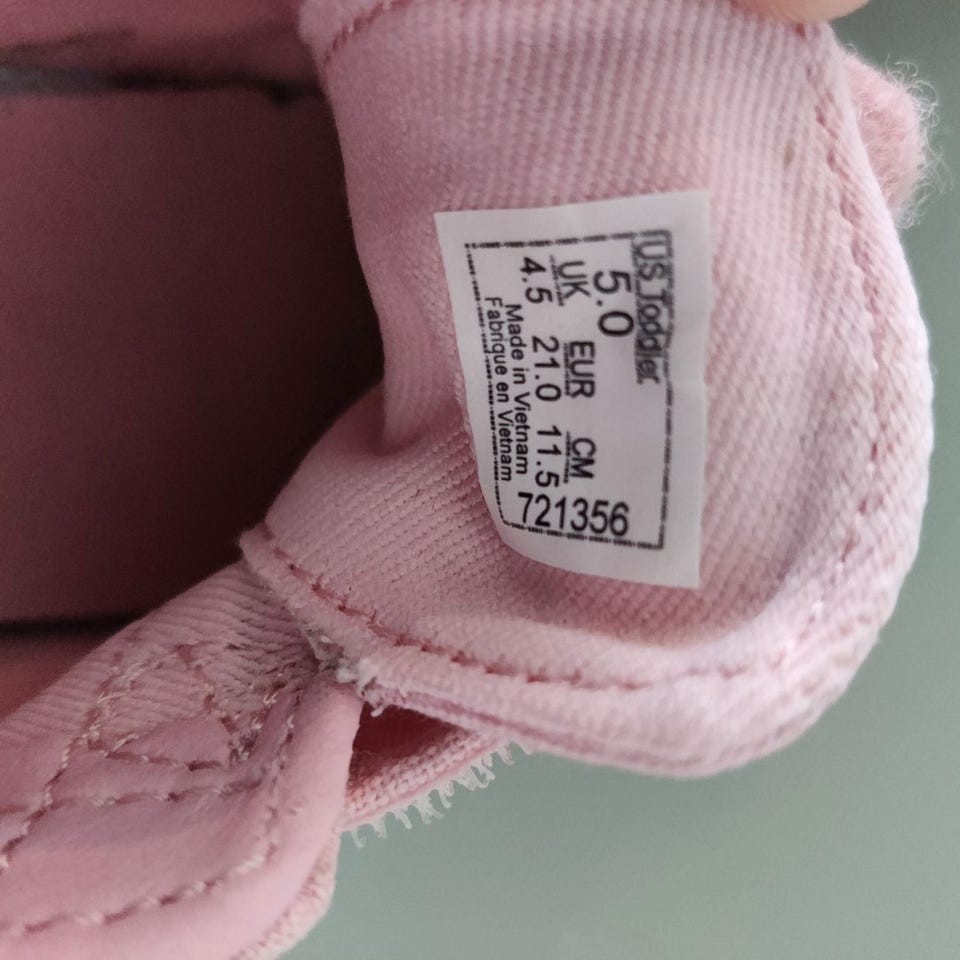 US Toddler
5.0
UK EUR CM
4.5 21.0 11.5
Made in Vietnam
Fabriqué en Vietnam
721356